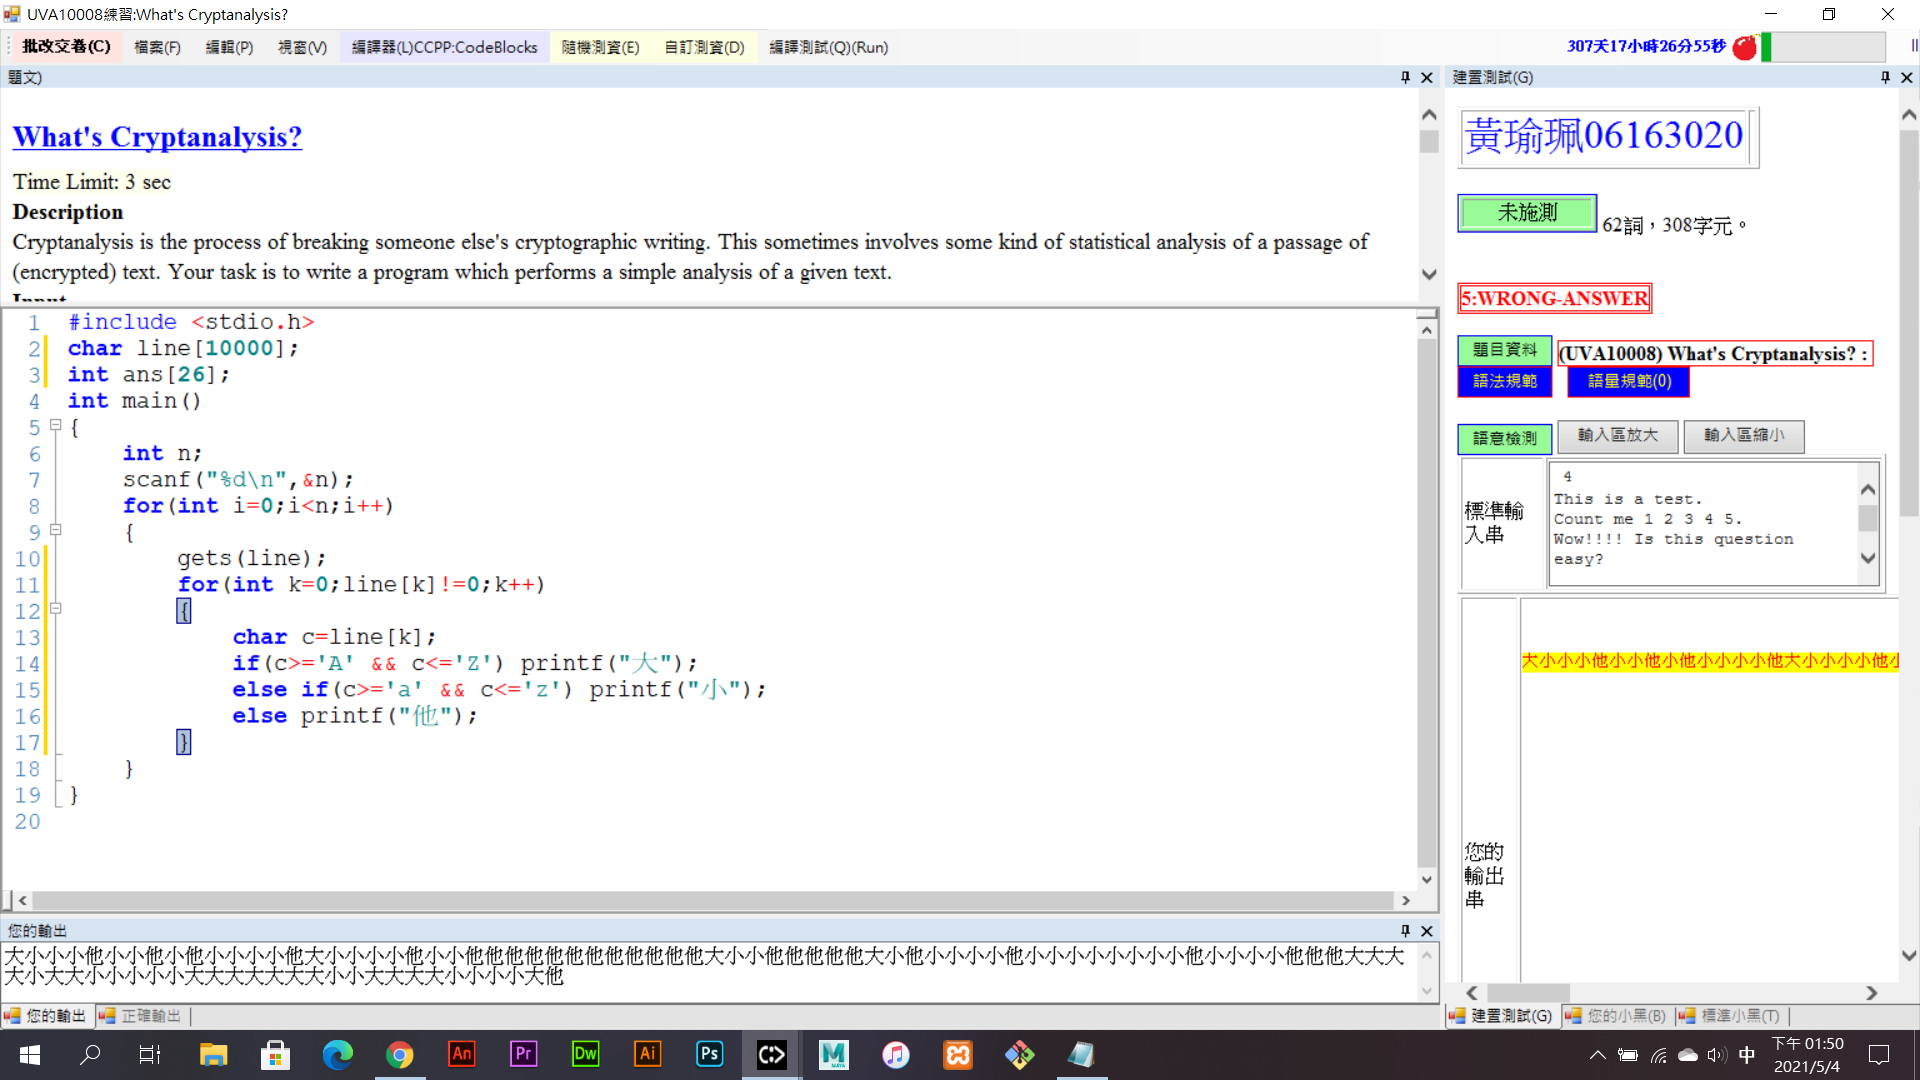 UVA10008練習:What's Cryptanalysis?
批改交卷(C) 檔案(F) 編輯(P) 視窗(V) 編譯器(L)CCPP:CodeBlocks 隨機測資(E) 自訂測資(D) 編譯測試(Q)(Run) 307天17小時26分55秒
題文)
What's Cryptanalysis?
Time Limit: 3 sec
Description
Cryptanalysis is the process of breaking someone else's cryptographic writing. This sometimes involves some kind of statistical analysis of a passage of
(encrypted) text. Your task is to write a program which performs a simple analysis of a given text.
Input
1 #include <stdio.h>
2 char line[10000];
3 int ans[26];
4 int main()
5 {
6 int n;
7 scanf("%d\n",&n);
8 for(int i=0;i<n;i++)
9 {
10 gets(line);
11 for(int k=0;line[k]!=0;k++)
12 {
13 char c=line[k];
14 if(c>='A' && c<='Z') printf("大");
15 else if(c>='a' && c<='z') printf("小");
16 else printf("他");
17 }
18 }
19 }
20
您的輸出
大小小小他小小他小他小小小小他大小小小小他小小他他他他他他他他他他他他大小小他他他他他大小他小小小小他小小小小小小小小他小小小小他他他大大大
大小大大小小小小小大大大大大大大小小大大大大小小小小大他
您的輸出 正確輸出
建置測試(G)
黃瑜珮06163020
未施測 62詞,308字元。
5:WRONG-ANSWER
題目資料 (UVA10008) What's Cryptanalysis? :
語法規範 語量規範(0)
語意檢測 輸入區放大 輸入區縮小
標準輸入串
4
This is a test.
Count me 1 2 3 4 5.
Wow!!!! Is this question
easy?
您的輸出串
大小小小他小小他小他小小小小他大小小小小他小
建置測試(G) 您的小黑(B) 標準小黑(T)
An Pr Dw Ai Ps M MAYA
中
下午 01:50
2021/5/4